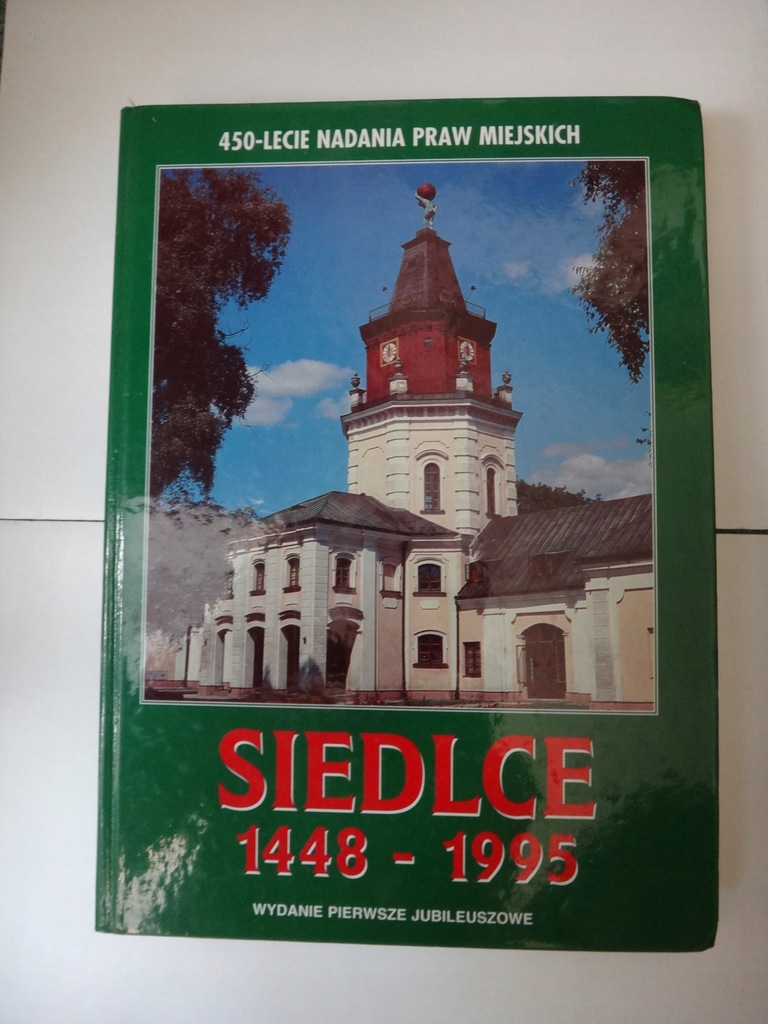 450-LECIE NADANIA PRAW MIEJSKICH
SIEDLCE
1448 - 1995
WYDANIE PIERWSZE JUBILEUSZOWE